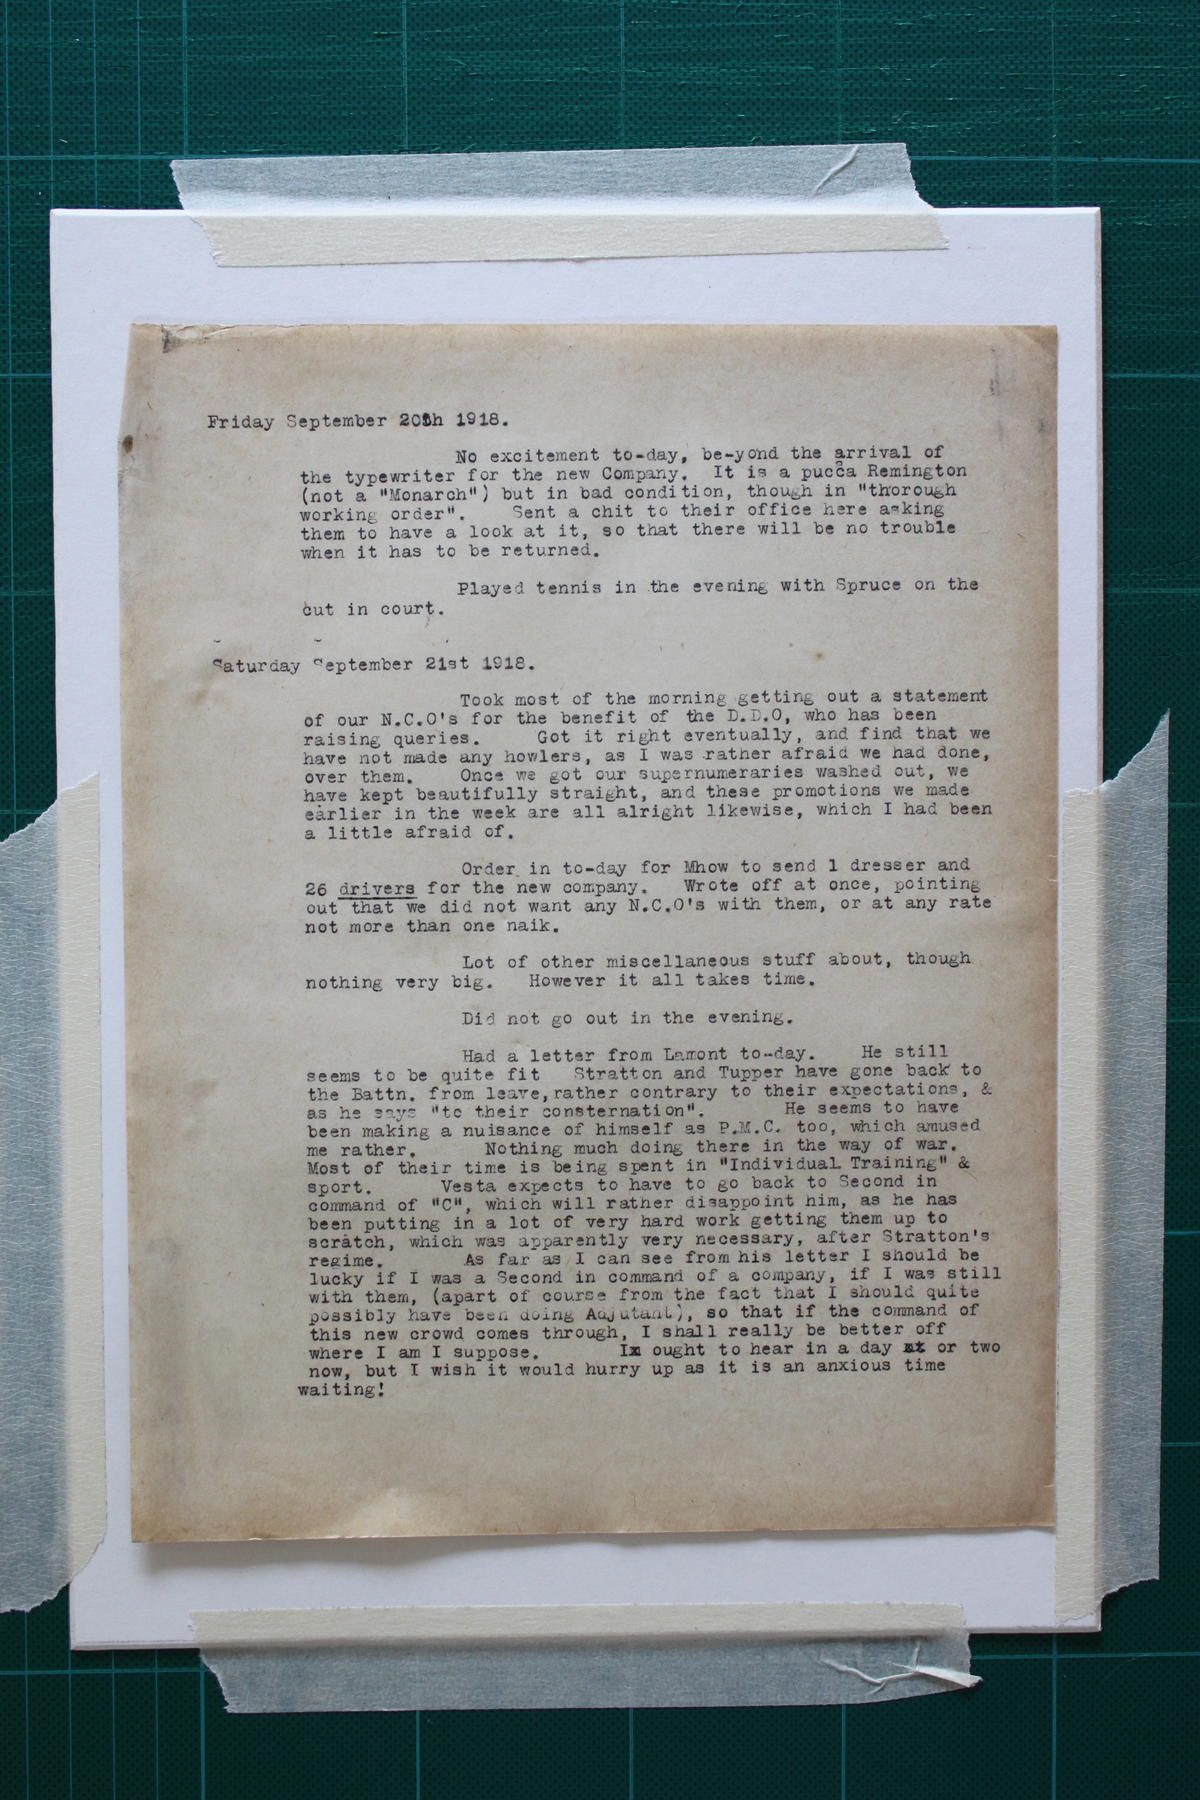 Friday September 20th 1918.
No excitement to-day, be-yond the arrival of
the typewriter for the new Company. It is a pucca Remington
(not a "Monarch") but in bad condition, though in "thorough
working order". Sent a chit to their office here asking
them to have a look at it, so that there will be no trouble
when it has to be returned.
Played tennis in the evening with Spruce on the
cut in court.
Saturday September 21st 1918.
Took most of the morning getting out a statement
of our N.C.O's for the benefit of the D.D.O, who has been
raising queries. Got it right eventually, and find that we
have not made any howlers, as I was rather afraid we had done,
over them. Once we got our supernumeraries washed out, we
have kept beautifully straight, and these promotions we made
earlier in the week are all alright likewise, which I had been
a little afraid of.
Order in to-day for Mhow to send 1 dresser and
26 drivers for the new company. Wrote off at once, pointing
out that we did not want any N.C.O's with them, or at any rate
not more than one naik.
Lot of other miscellaneous stuff about, though
nothing very big. However it all takes time.
Did not go out in the evening.
Had a letter from Lamont to-day. He still
seems to be quite fit Stratton and Tupper have gone back to
the Battn. from leave,rather contrary to their expectations, &
as he says "to their consternation". He seems to have
been making a nuisance of himself as P.M.C. too, which amused
me rather. Nothing much doing there in the way of war.
Most of their time is being spent in "Individual Training" &
sport. Vesta expects to have to go back to Second in
command of "C", which will rather disappoint him, as he has
been putting in a lot of very hard work getting them up to
scratch, which was apparently very necessary, after Stratton's
regime. As far as I can see from his letter I should be
lucky if I was a Second in command of a company, if I was still
with them, (apart of course from the fact that I should quite
possibly have been doing Adjutant), so that if the command of
this new crowd comes through, I shall really be better off
where I am I suppose. I ought to hear in a day or two
now, but I wish it would hurry up as it is an anxious time
waiting!